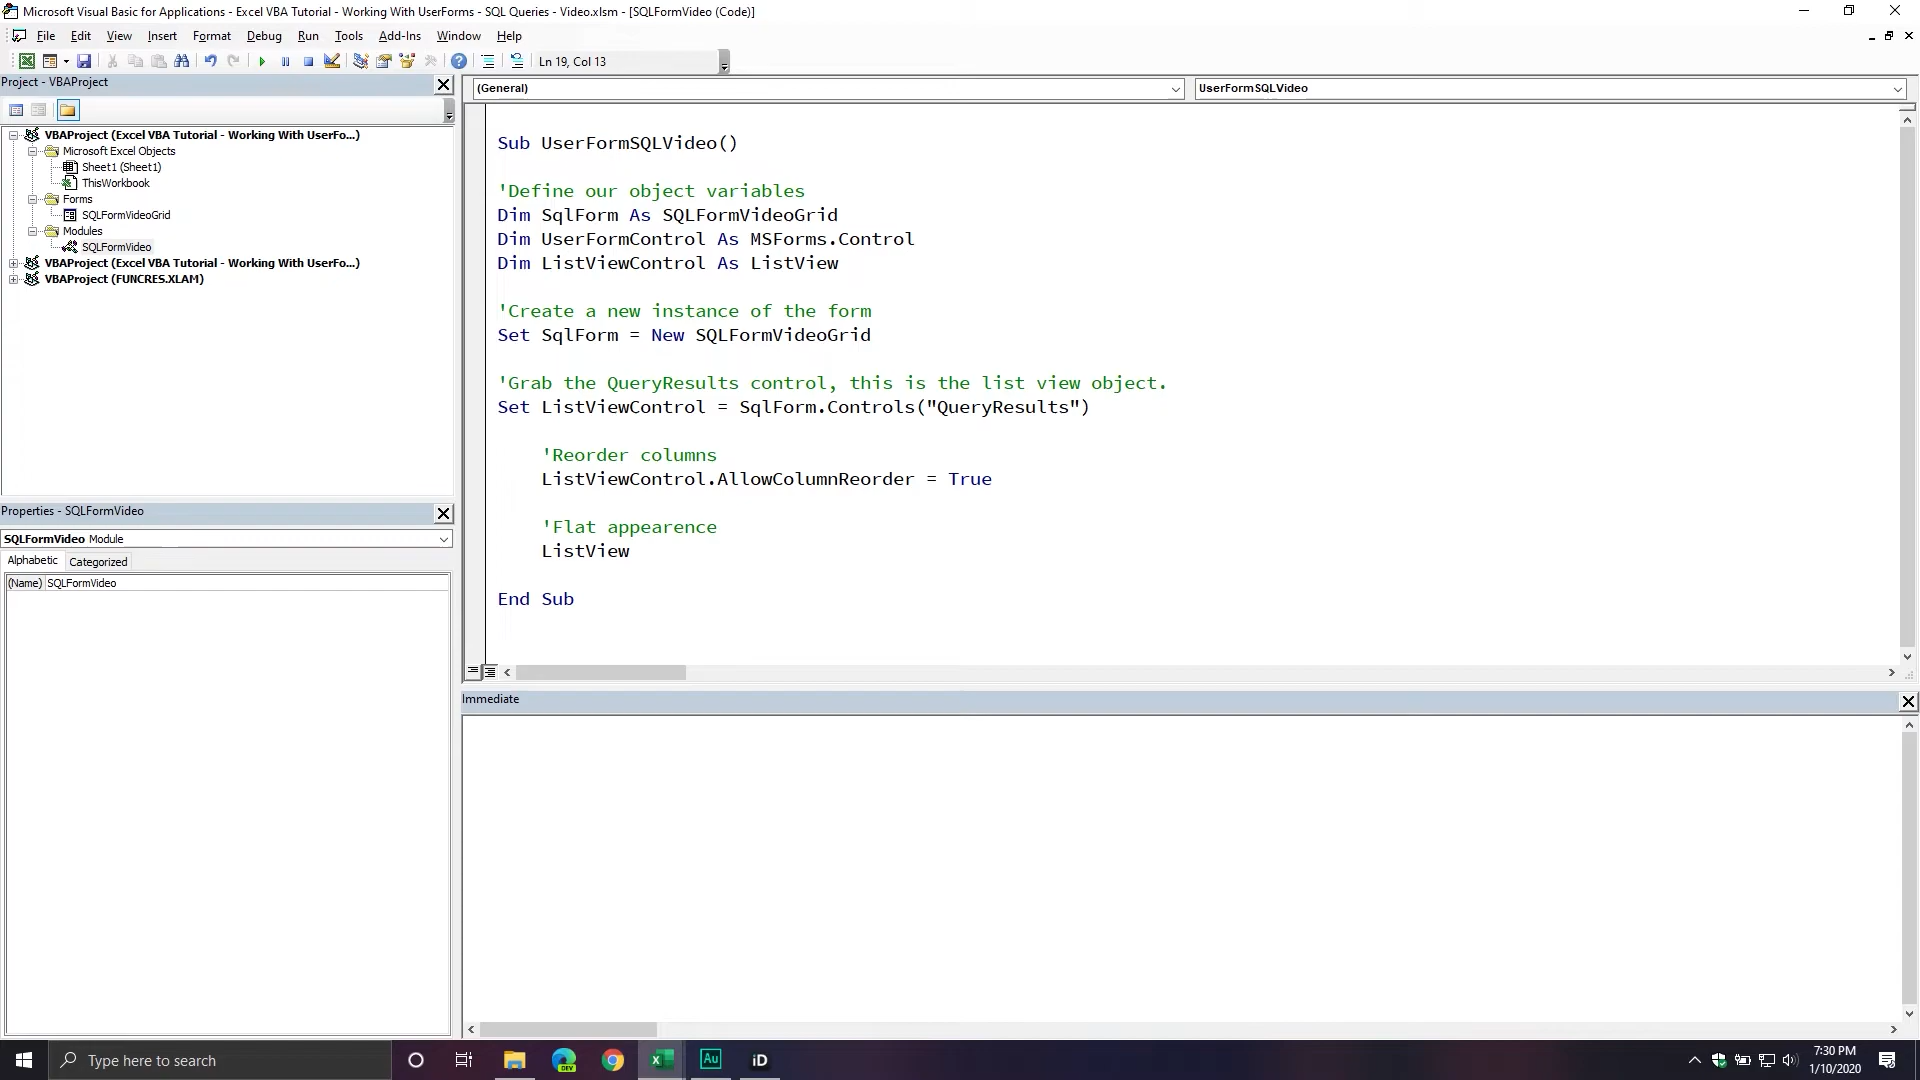 Microsoft Visual Basic for Applications - Excel VBA Tutorial - Working With UserForms - SQL Queries - Video.xlsm - [SQLFormVideo (Code)]
File Edit View Insert Format Debug Run Tools Add-Ins Window Help
Ln 19, Col 13
Project - VBAProject
VBAProject (Excel VBA Tutorial - Working With UserFo...)
Microsoft Excel Objects
Sheet1 (Sheet1)
ThisWorkbook
Forms
SQLFormVideoGrid
Modules
SQLFormVideo
VBAProject (Excel VBA Tutorial - Working With UserFo...)
VBAProject (FUNCRES.XLAM)
Properties - SQLFormVideo
SQLFormVideo Module
Alphabetic Categorized
(Name) SQLFormVideo
(General) UserFormSQLVideo
Sub UserFormSQLVideo()
'Define our object variables
Dim SqlForm As SQLFormVideoGrid
Dim UserFormControl As MSForms.Control
Dim ListViewControl As ListView
'Create a new instance of the form
Set SqlForm = New SQLFormVideoGrid
'Grab the QueryResults control, this is the list view object.
Set ListViewControl = SqlForm.Controls("QueryResults")
'Reorder columns
ListViewControl.AllowColumnReorder = True
'Flat appearence
ListView
End Sub
Immediate
Type here to search
DEV
Au
iD
7:30 PM
1/10/2020